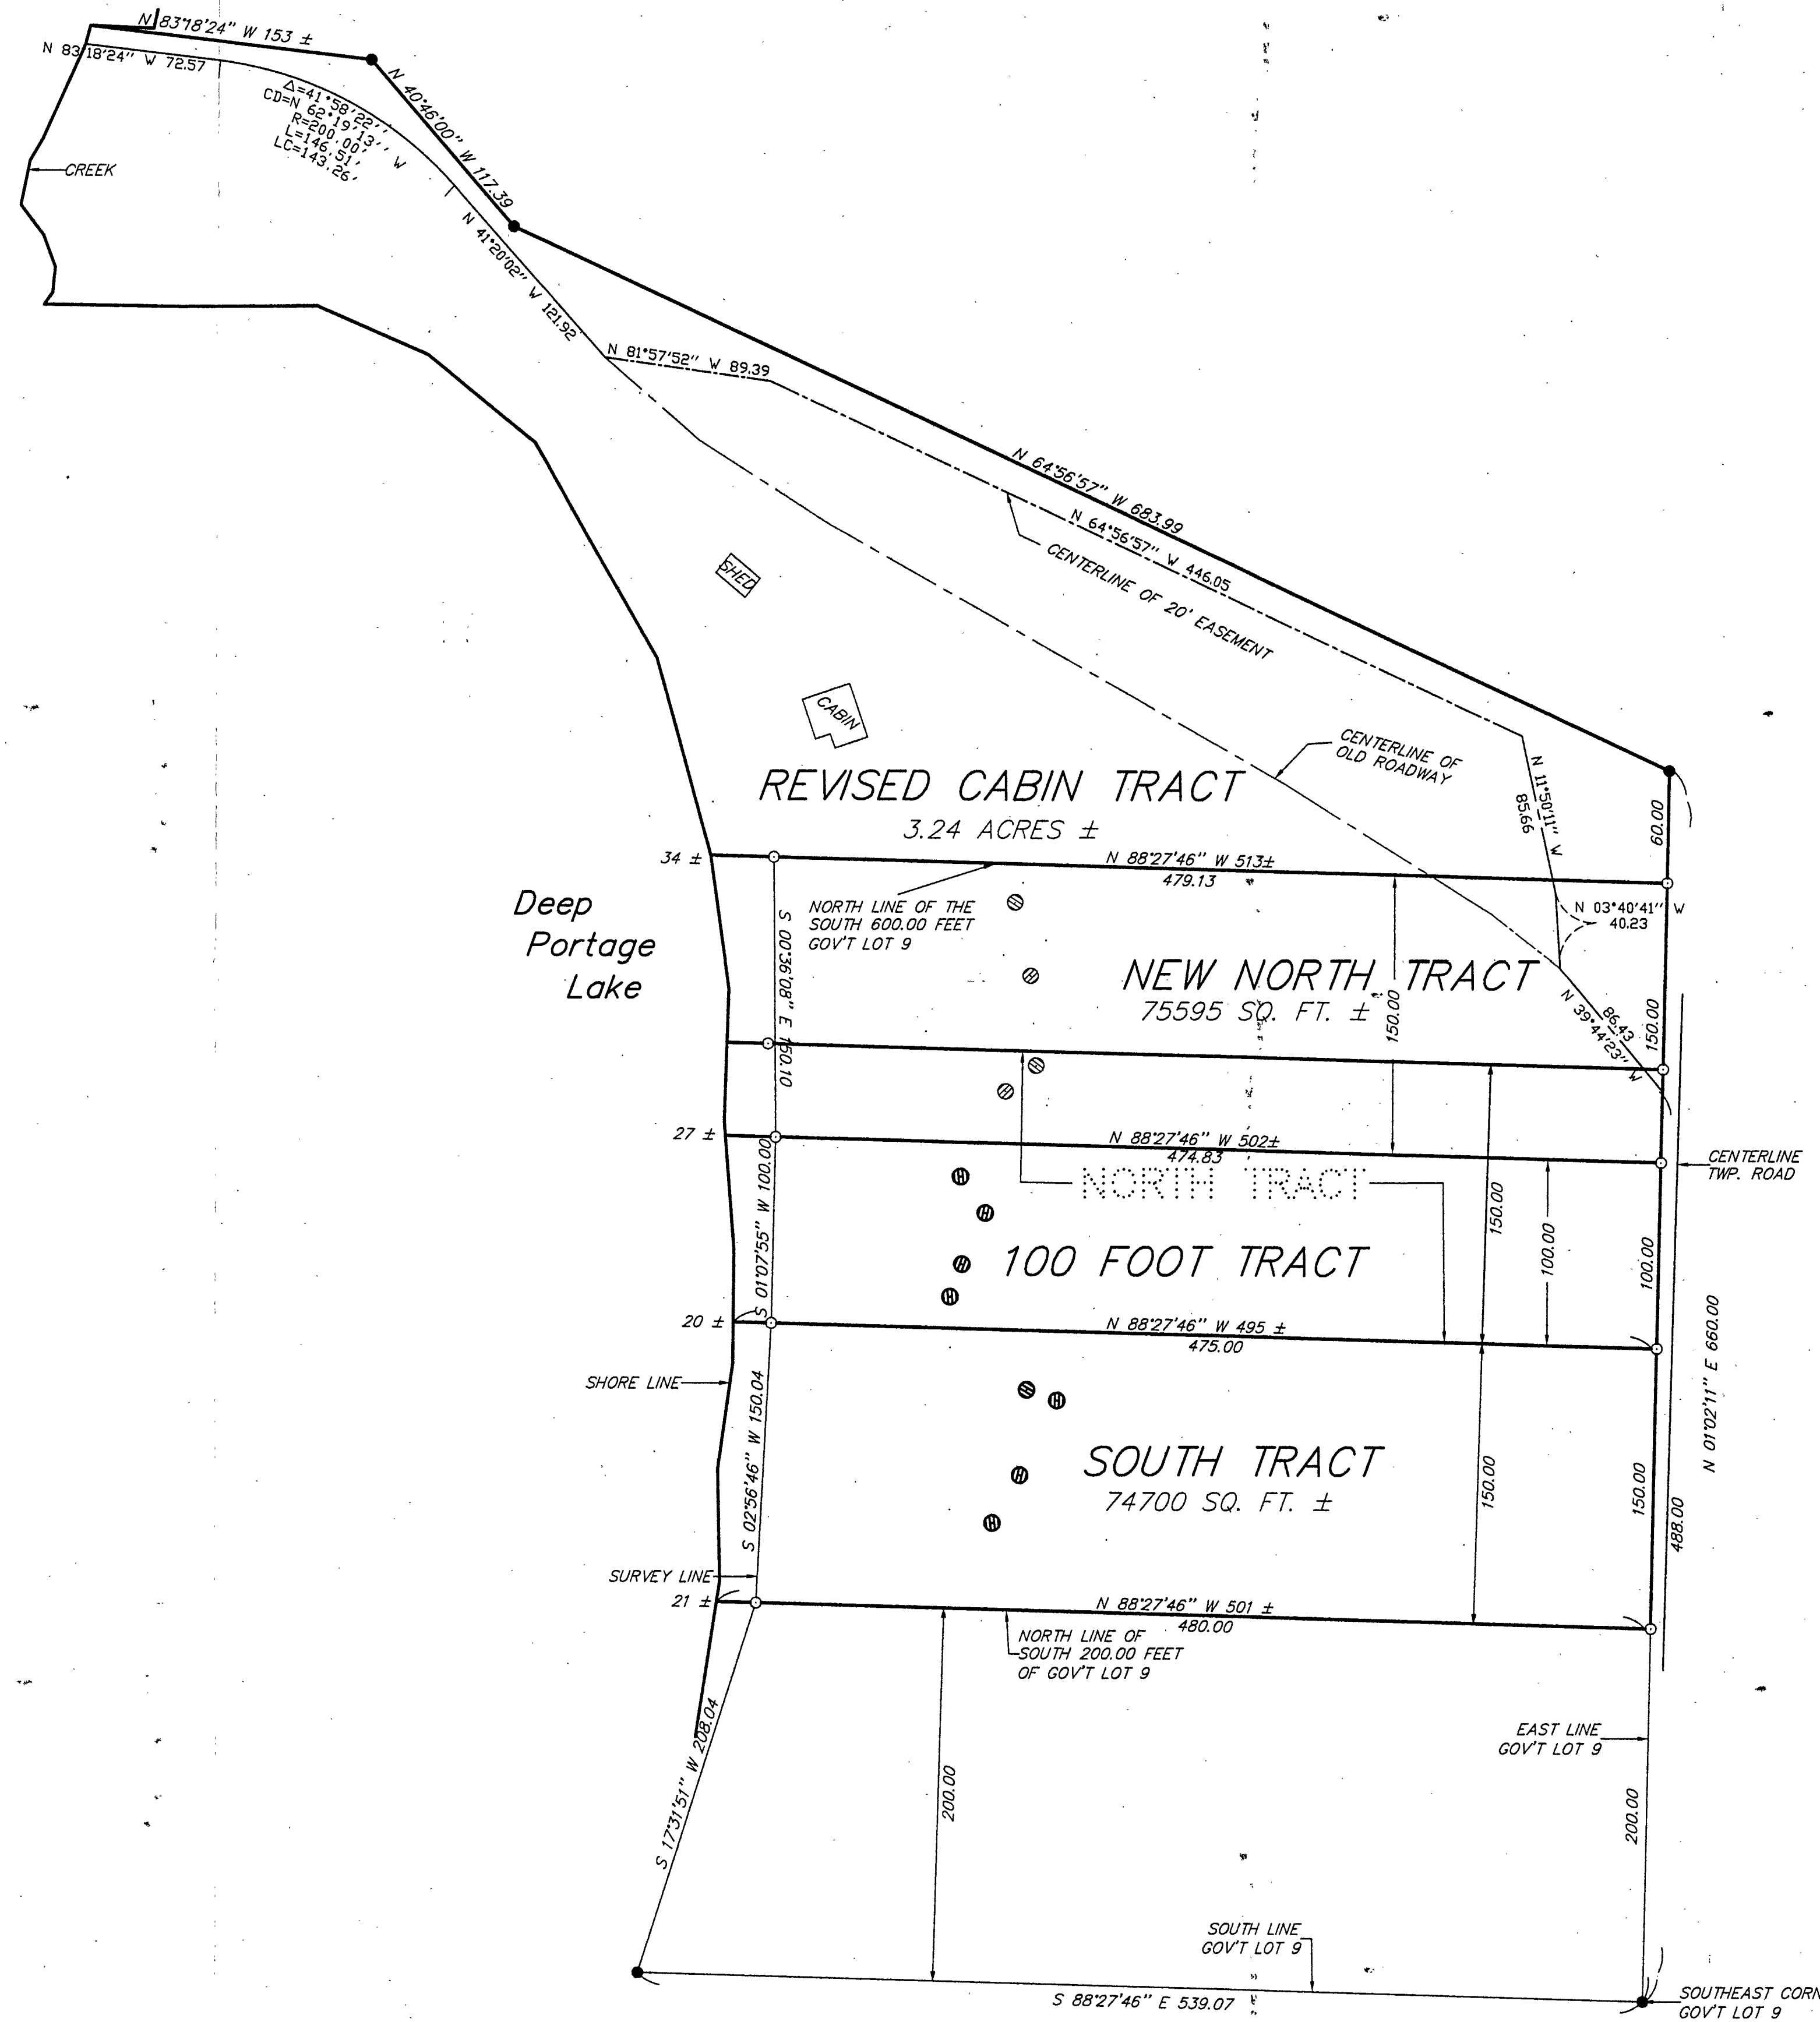 N 83°18'24" W 153 ±
N 83°18'24" W 72.57
Δ=41°58'22''
CD=N 62°19'13'' W
R=200.00'
L=146.51'
LC=143.26'
CREEK
N 40°46'00" W 117.39
N 41°20'02" W 121.92
N 81°57'52" W 89.39
N 64°56'57" W 683.99
N 64°56'57" W 446.05
CENTERLINE OF 20' EASEMENT
SHED
CABIN
CENTERLINE OF
OLD ROADWAY
N 11°50'11" W
85.66
60.00
REVISED CABIN TRACT
3.24 ACRES ±
34 ±
N 88°27'46" W 513±
479.13
Deep
Portage
Lake
NORTH LINE OF THE
SOUTH 600.00 FEET
GOV'T LOT 9
S 00°36'08" E 150.10
N 03°40'41" W
40.23
NEW NORTH TRACT
75595 SQ. FT. ±
150.00
N 39°44'23" W
86.43
150.00
27 ±
N 88°27'46" W 502±
474.83
CENTERLINE
TWP. ROAD
NORTH TRACT
S 01°07'55" W 100.00
150.00
100.00
100.00
100 FOOT TRACT
20 ±
N 88°27'46" W 495 ±
475.00
N 01°02'11" E 660.00
SHORE LINE
S 02°56'46" W 150.04
SOUTH TRACT
74700 SQ. FT. ±
150.00
150.00
488.00
SURVEY LINE
21 ±
N 88°27'46" W 501 ±
480.00
NORTH LINE OF
SOUTH 200.00 FEET
OF GOV'T LOT 9
S 17°31'51" W 208.04
200.00
EAST LINE
GOV'T LOT 9
200.00
SOUTH LINE
GOV'T LOT 9
S 88°27'46" E 539.07
SOUTHEAST CORN
GOV'T LOT 9